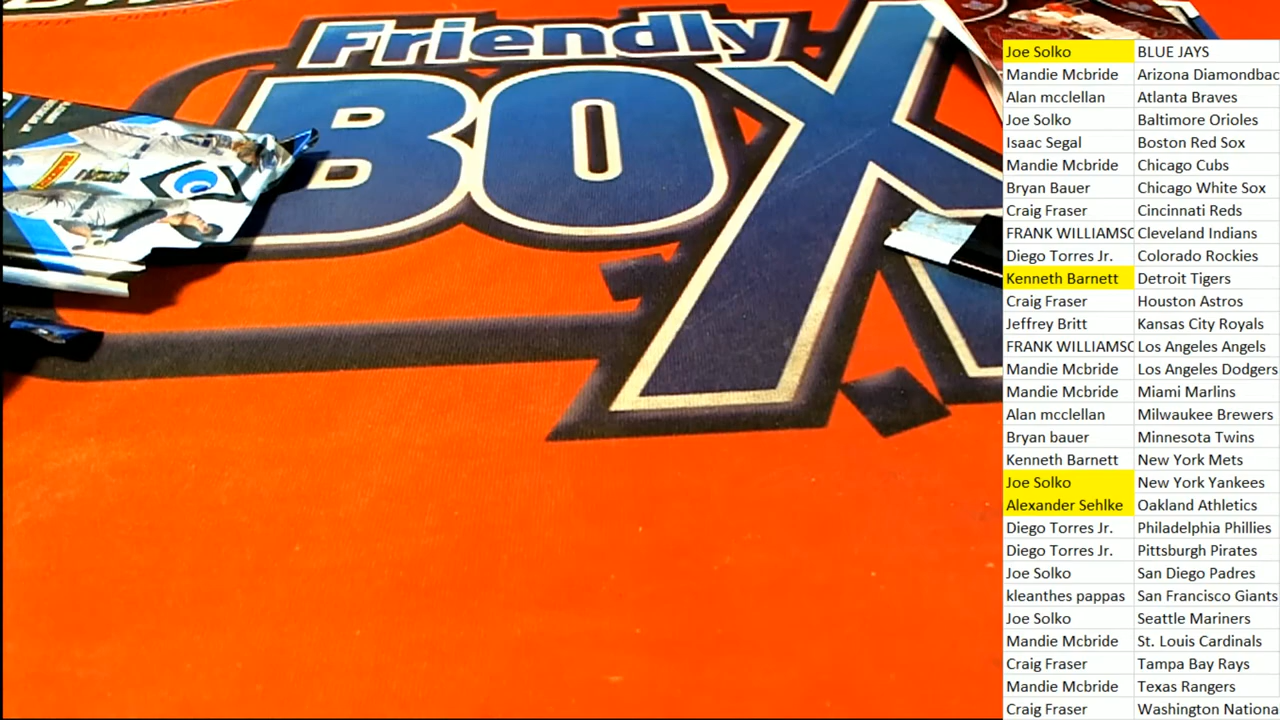 Friendly
BOX
Joe Solko BLUE JAYS
Mandie Mcbride Arizona Diamondbac
Alan mcclellan Atlanta Braves
Joe Solko Baltimore Orioles
Isaac Segal Boston Red Sox
Mandie Mcbride Chicago Cubs
Bryan Bauer Chicago White Sox
Craig Fraser Cincinnati Reds
FRANK WILLIAMSC Cleveland Indians
Diego Torres Jr. Colorado Rockies
Kenneth Barnett Detroit Tigers
Craig Fraser Houston Astros
Jeffrey Britt Kansas City Royals
FRANK WILLIAMSC Los Angeles Angels
Mandie Mcbride Los Angeles Dodgers
Mandie Mcbride Miami Marlins
Alan mcclellan Milwaukee Brewers
Bryan bauer Minnesota Twins
Kenneth Barnett New York Mets
Joe Solko New York Yankees
Alexander Sehlke Oakland Athletics
Diego Torres Jr. Philadelphia Phillies
Diego Torres Jr. Pittsburgh Pirates
Joe Solko San Diego Padres
kleanthes pappas San Francisco Giants
Joe Solko Seattle Mariners
Mandie Mcbride St. Louis Cardinals
Craig Fraser Tampa Bay Rays
Mandie Mcbride Texas Rangers
Craig Fraser Washington Nationa